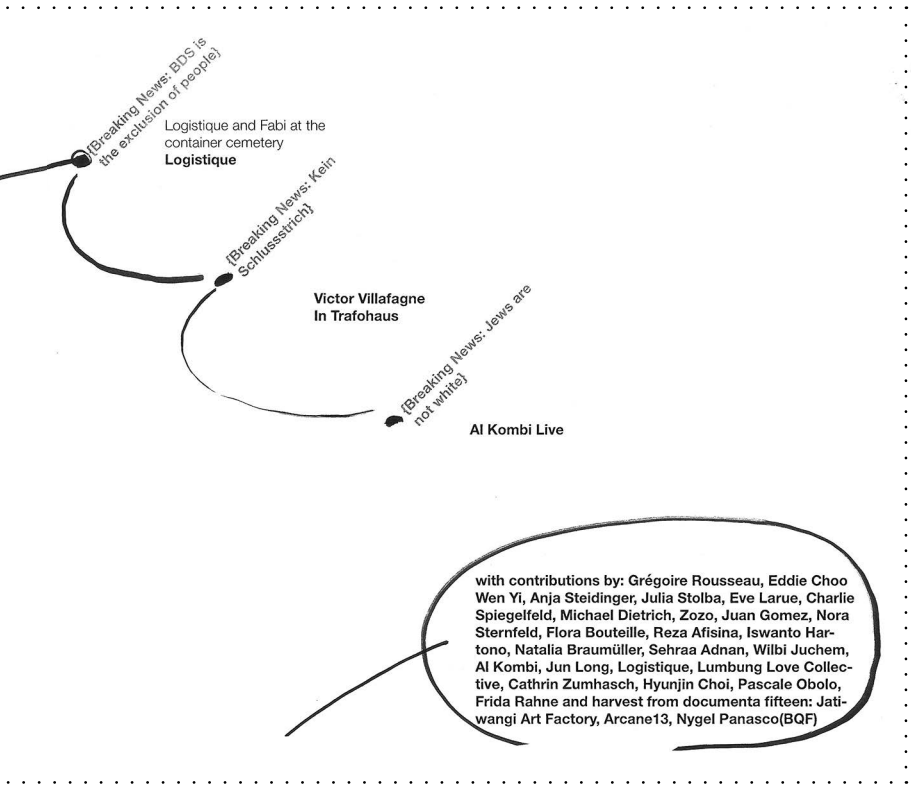 {Breaking News: BDS is
the exclusion of people}
Logistique and Fabi at the
container cemetery
Logistique
{Breaking News: Kein
Schlussstrich}
Victor Villafagne
In Trafohaus
{Breaking News: Jews are
not white}
Al Kombi Live
with contributions by: Grégoire Rousseau, Eddie Choo
Wen Yi, Anja Steidinger, Julia Stolba, Eve Larue, Charlie
Spiegelfeld, Michael Dietrich, Zozo, Juan Gomez, Nora
Sternfeld, Flora Bouteille, Reza Afisina, Iswanto Har-
tono, Natalia Braumüller, Sehraa Adnan, Wilbi Juchem,
Al Kombi, Jun Long, Logistique, Lumbung Love Collec-
tive, Cathrin Zumhasch, Hyunjin Choi, Pascale Obolo,
Frida Rahne and harvest from documenta fifteen: Jati-
wangi Art Factory, Arcane13, Nygel Panasco(BQF)